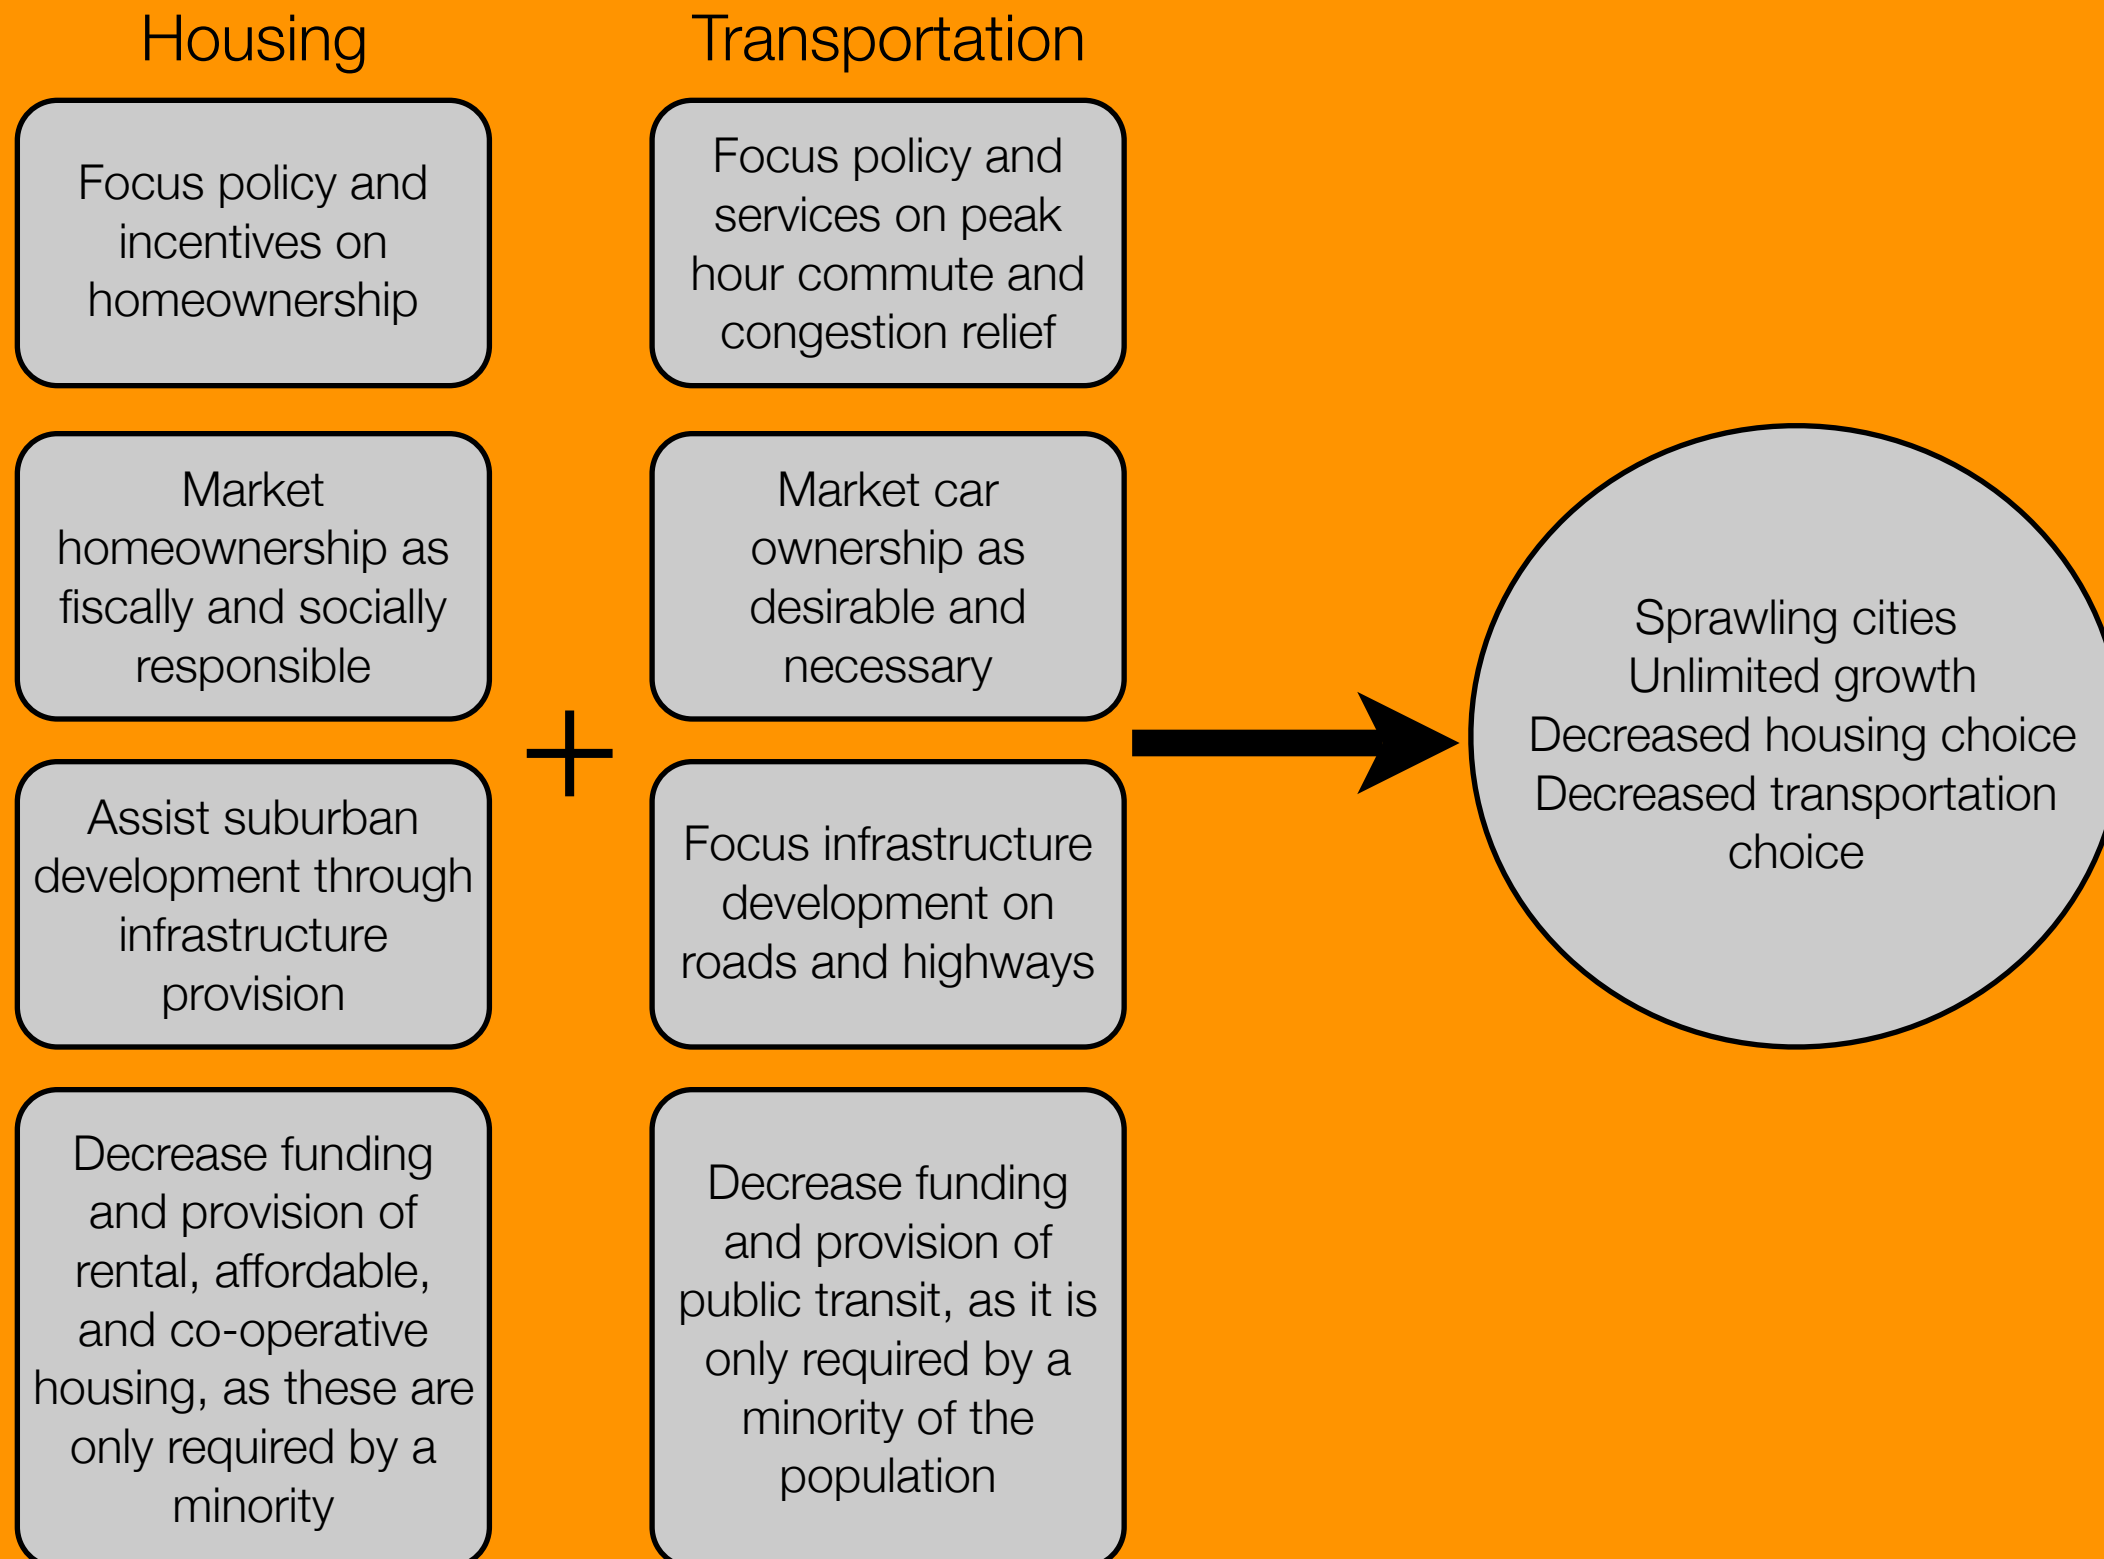 Housing
Focus policy and
incentives on
homeownership
Market
homeownership as
fiscally and socially
responsible
Assist suburban
development through
infrastructure
provision
Decrease funding
and provision of
rental, affordable,
and co-operative
housing, as these are
only required by a
minority
+
Transportation
Focus policy and
services on peak
hour commute and
congestion relief
Market car
ownership as
desirable and
necessary
Focus infrastructure
development on
roads and highways
Decrease funding
and provision of
public transit, as it is
only required by a
minority of the
population
Sprawling cities
Unlimited growth
Decreased housing choice
Decreased transportation
choice